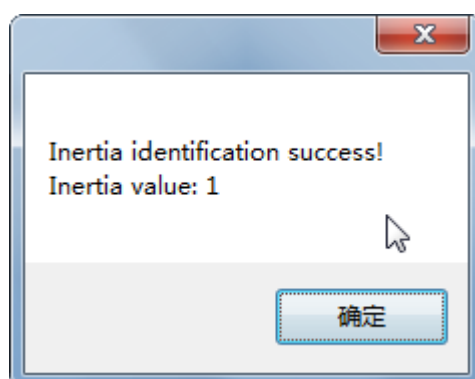 Inertia identification success!
Inertia value: 1
确定